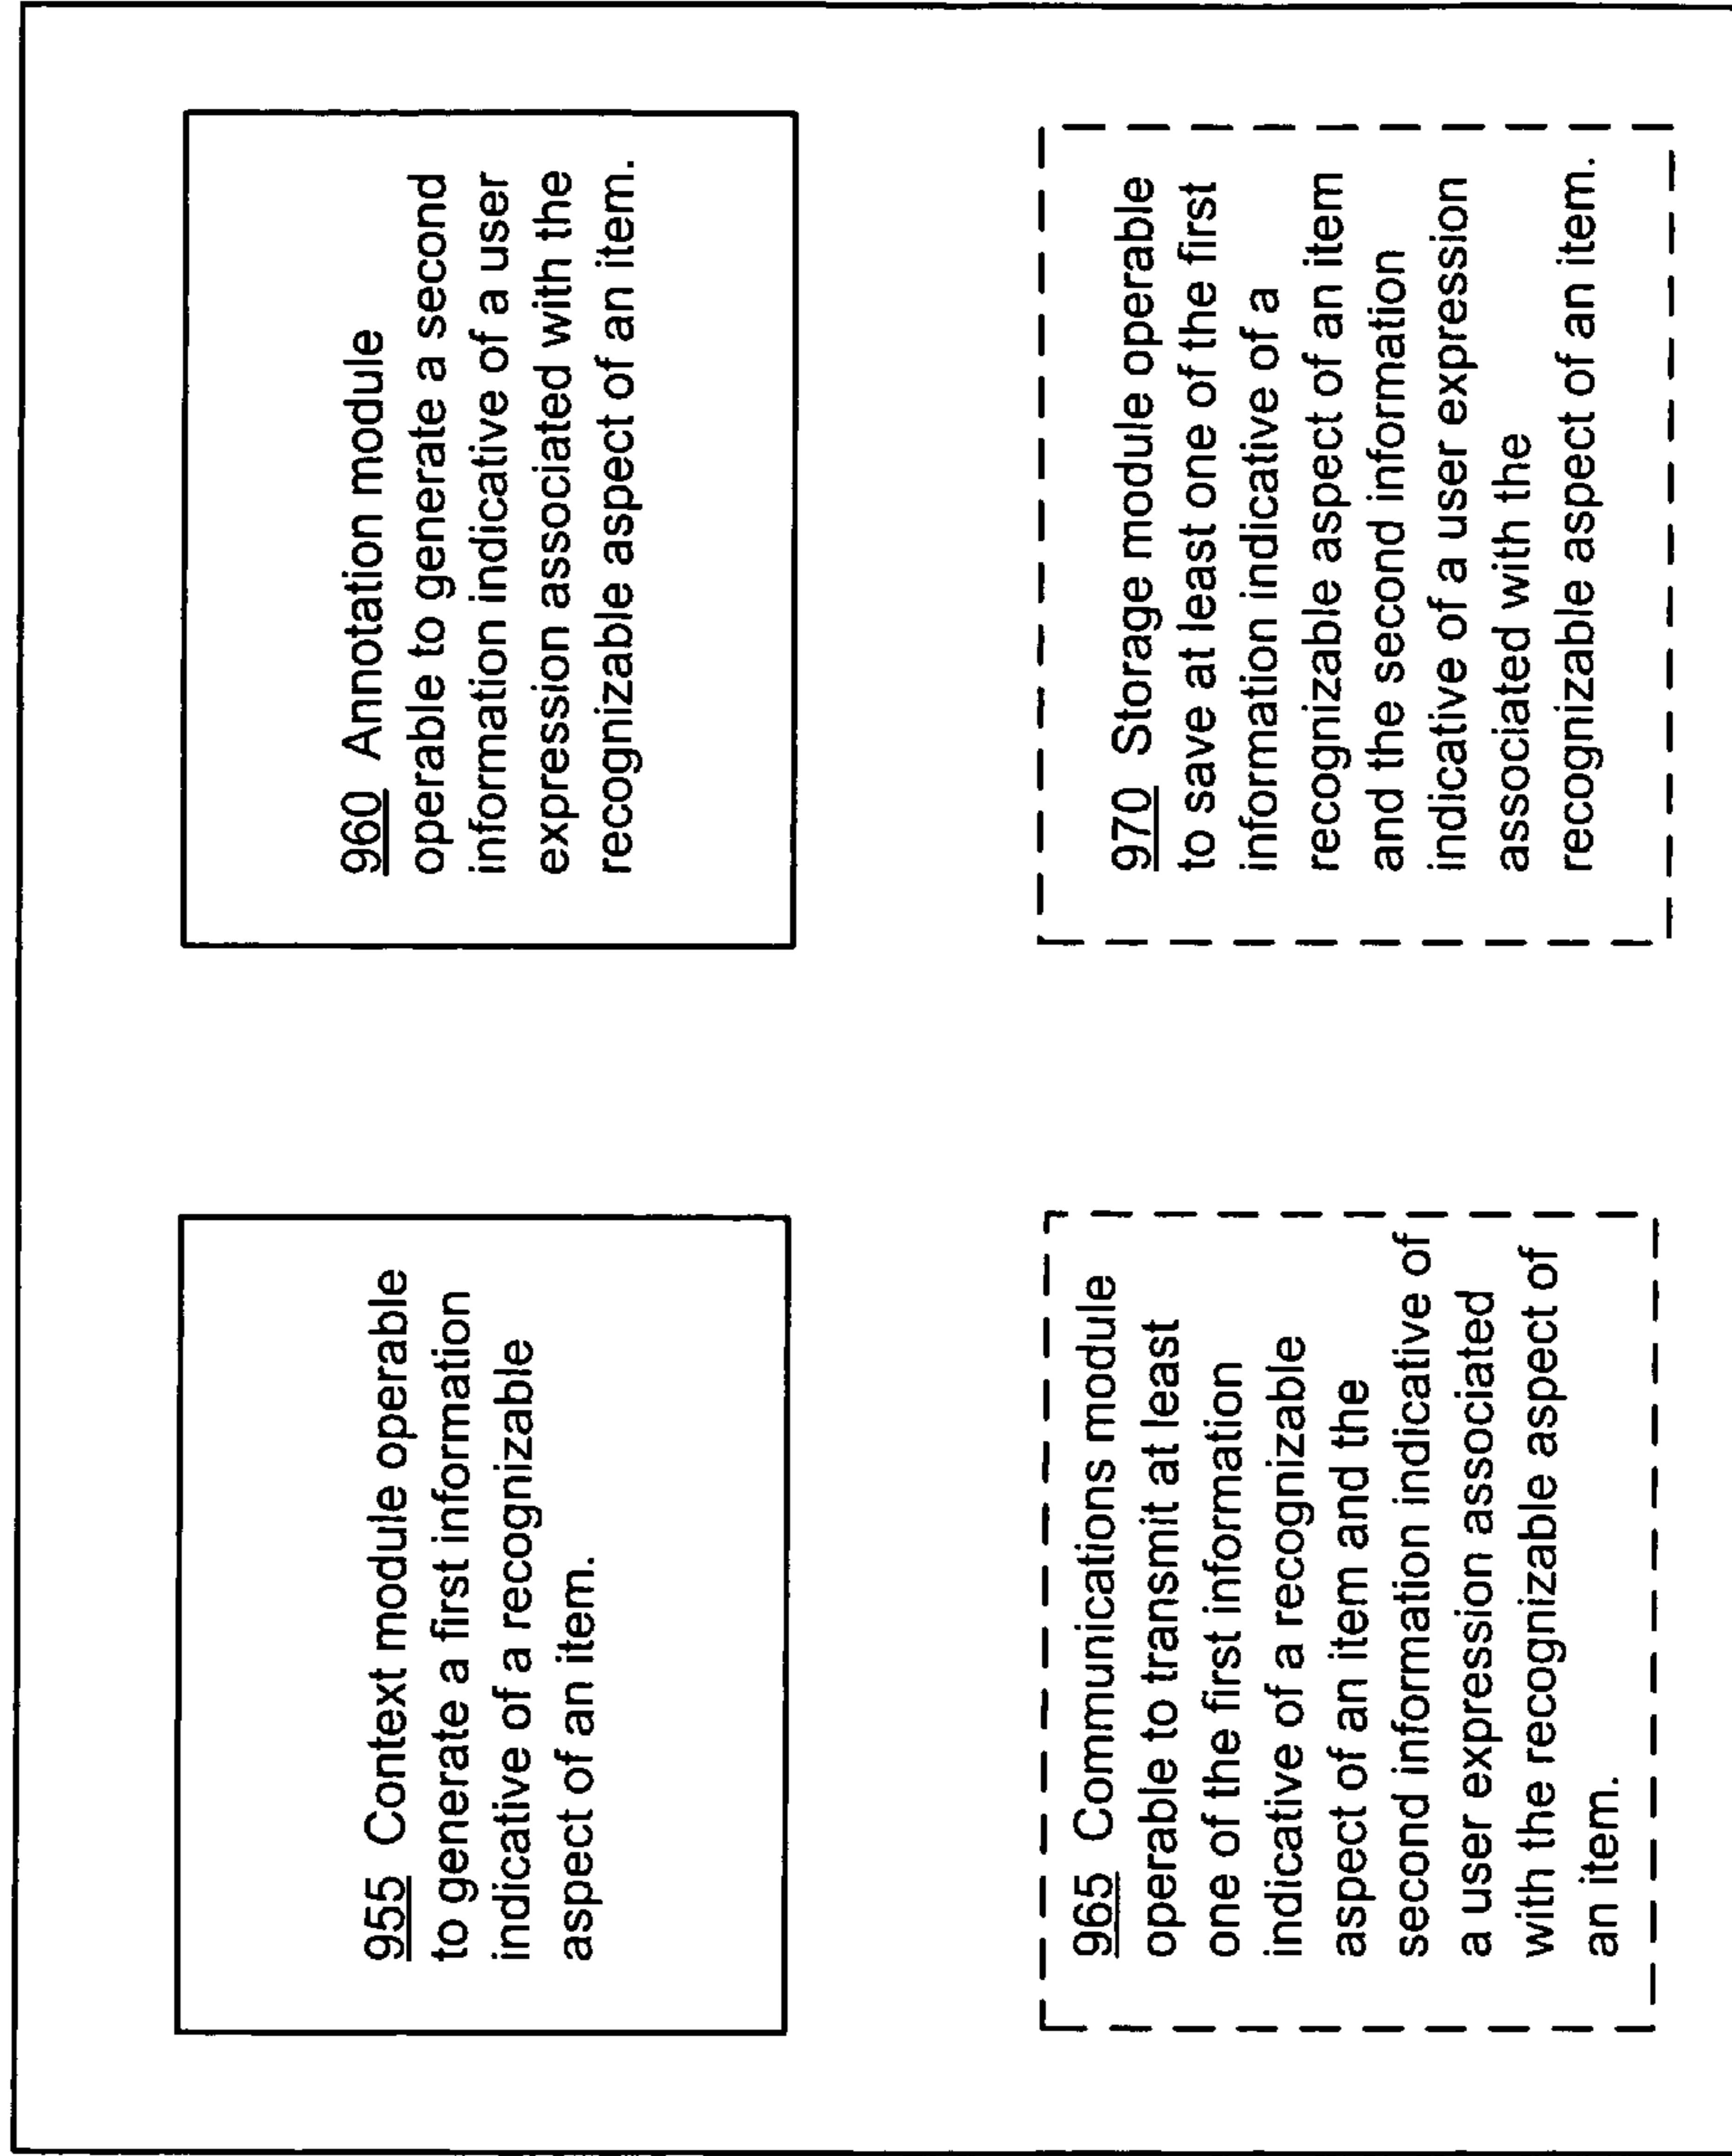 955 Context module operable
to generate a first information
indicative of a recognizable
aspect of an item.
960 Annotation module
operable to generate a second
information indicative of a user
expression associated with the
recognizable aspect of an item.
965 Communications module
operable to transmit at least
one of the first information
indicative of a recognizable
aspect of an item and the
second information indicative of
a user expression associated
with the recognizable aspect of
an item.
970 Storage module operable
to save at least one of the first
information indicative of a
recognizable aspect of an item
and the second information
indicative of a user expression
associated with the
recognizable aspect of an item.